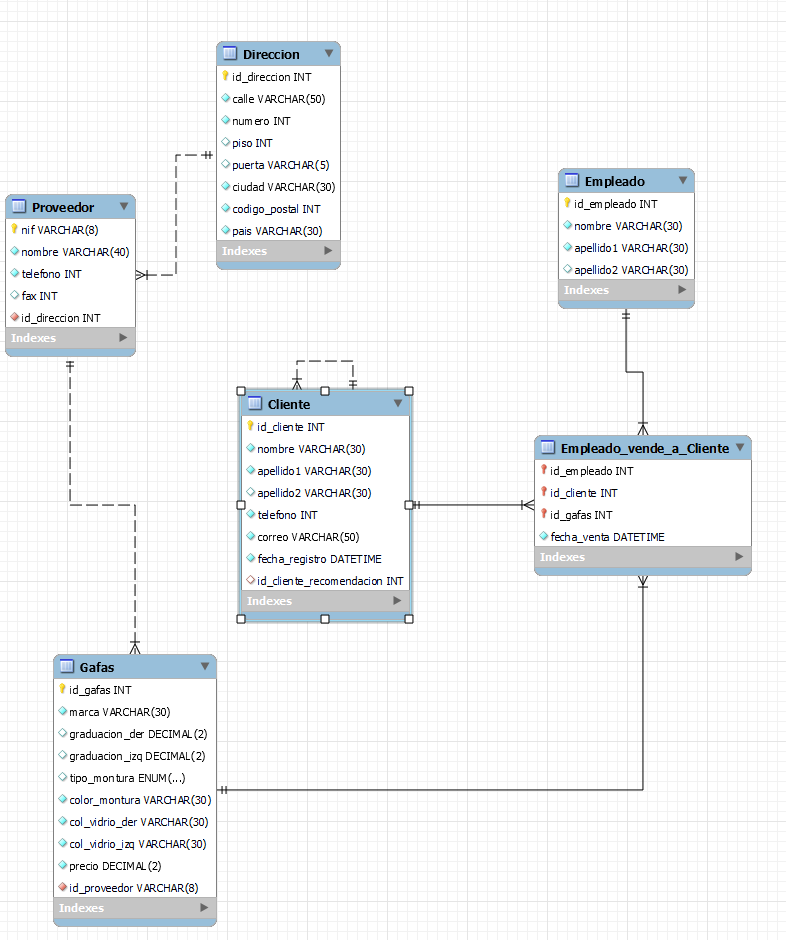 Direccion
id_direccion INT
calle VARCHAR(50)
numero INT
piso INT
puerta VARCHAR(5)
ciudad VARCHAR(30)
codigo_postal INT
pais VARCHAR(30)
Indexes
Proveedor
nif VARCHAR(8)
nombre VARCHAR(40)
telefono INT
fax INT
id_direccion INT
Indexes
Empleado
id_empleado INT
nombre VARCHAR(30)
apellido1 VARCHAR(30)
apellido2 VARCHAR(30)
Indexes
Cliente
id_cliente INT
nombre VARCHAR(30)
apellido1 VARCHAR(30)
apellido2 VARCHAR(30)
telefono INT
correo VARCHAR(50)
fecha_registro DATETIME
id_cliente_recomendacion INT
Indexes
Empleado_vende_a_Cliente
id_empleado INT
id_cliente INT
id_gafas INT
fecha_venta DATETIME
Indexes
Gafas
id_gafas INT
marca VARCHAR(30)
graduacion_der DECIMAL(2)
graduacion_izq DECIMAL(2)
tipo_montura ENUM(...)
color_montura VARCHAR(30)
col_vidrio_der VARCHAR(30)
col_vidrio_izq VARCHAR(30)
precio DECIMAL(2)
id_proveedor VARCHAR(8)
Indexes